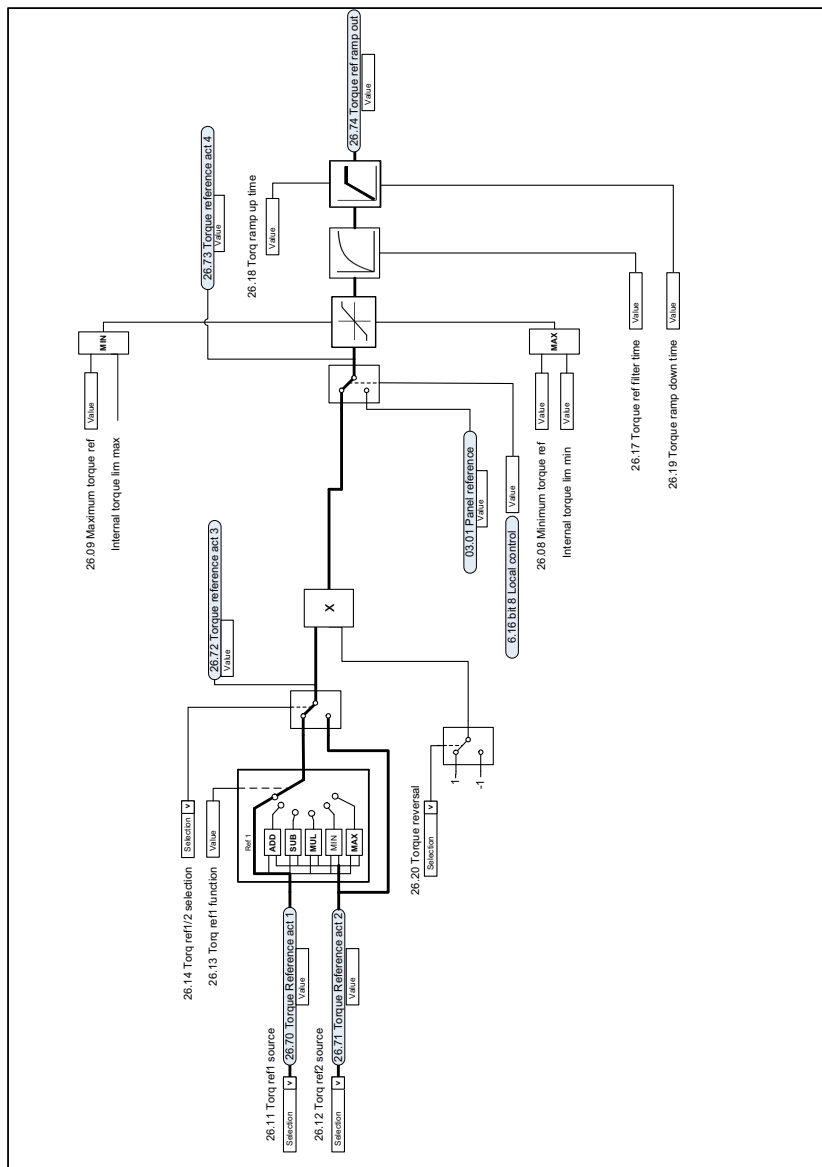 26.11 Torq ref1 source
Selection v
26.70 Torque Reference act 1
Value
26.12 Torq ref2 source
Selection v
26.71 Torque Reference act 2
Value
26.14 Torq ref1/2 selection
Selection v
26.13 Torq ref1 function
Value
Ref 1
ADD
SUB
MUL
MIN
MAX
26.20 Torque reversal
Selection v
1
-1
26.72 Torque reference act 3
Value
X
03.01 Panel reference
Value
6.16 bit 8 Local control
Value
26.09 Maximum torque ref
Value
Internal torque lim max
MIN
26.73 Torque reference act 4
Value
26.08 Minimum torque ref
Value
Internal torque lim min
Value
MAX
26.17 Torque ref filter time
Value
26.19 Torque ramp down time
Value
26.18 Torq ramp up time
Value
26.74 Torque ref ramp out
Value